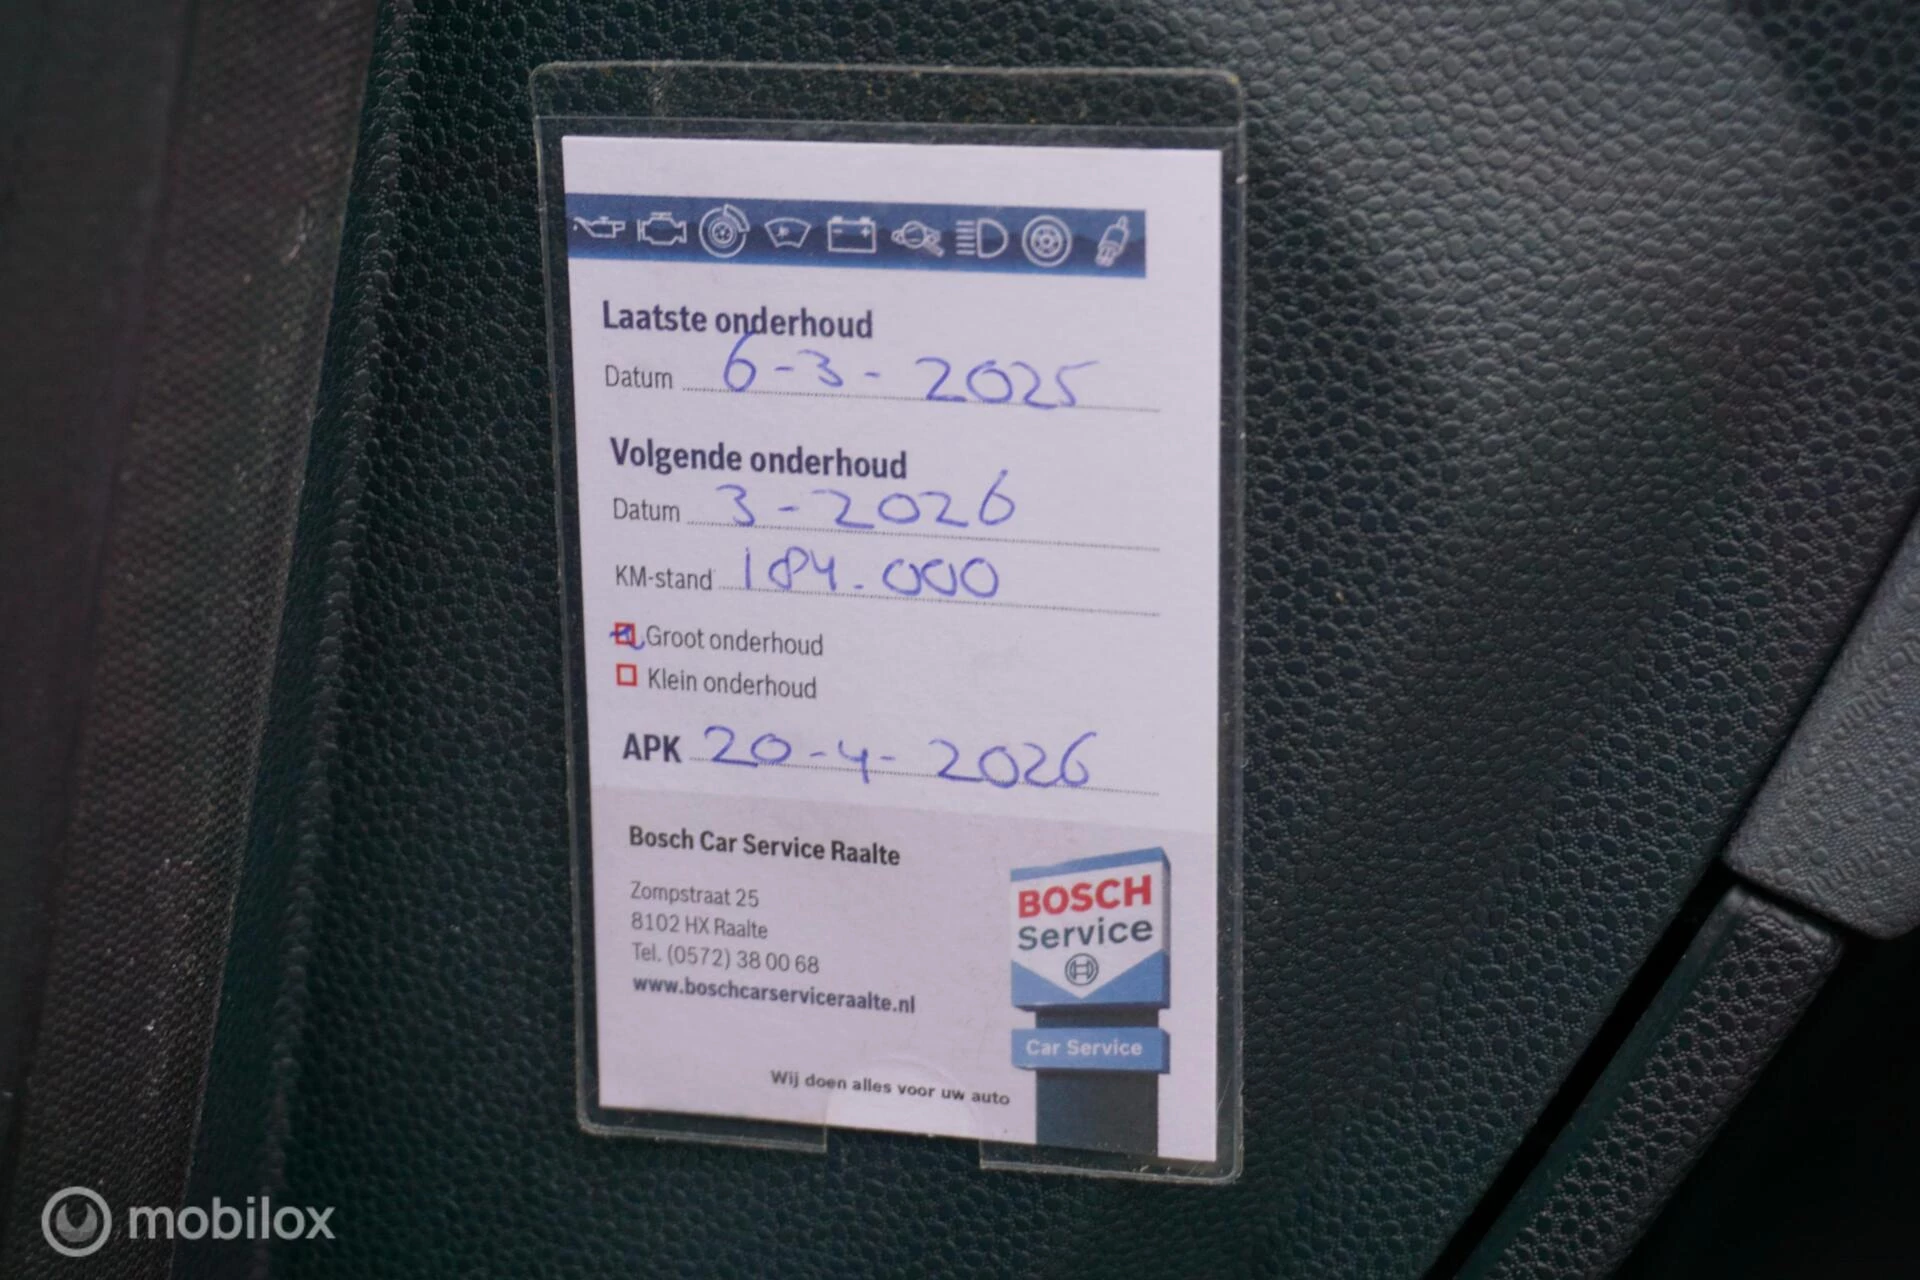 Laatste onderhoud
Datum 6-3-2025
Volgende onderhoud
Datum 3-2026
KM-stand 184.000
Groot onderhoud
Klein onderhoud
APK 20-4-2026
Bosch Car Service Raalte
Zompstraat 25
8102 HX Raalte
Tel. (0572) 38 00 68
www.boschcarserviceraalte.nl
Wij doen alles voor uw auto
BOSCH
Service
Car Service
mobilox